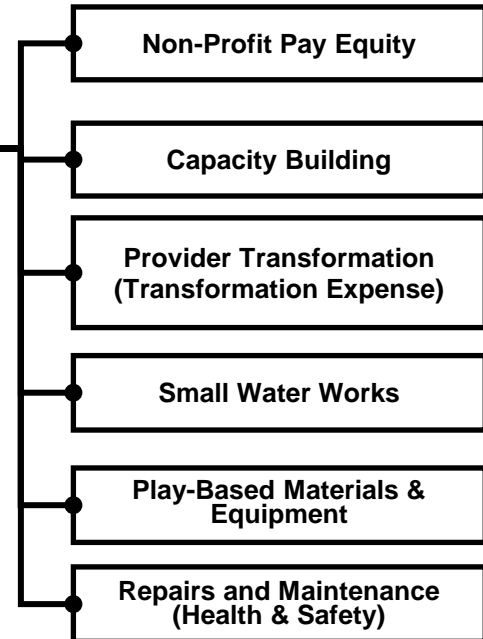 Non-Profit Pay Equity
Capacity Building
Provider Transformation
(Transformation Expense)
Small Water Works
Play-Based Materials &
Equipment
Repairs and Maintenance
(Health & Safety)